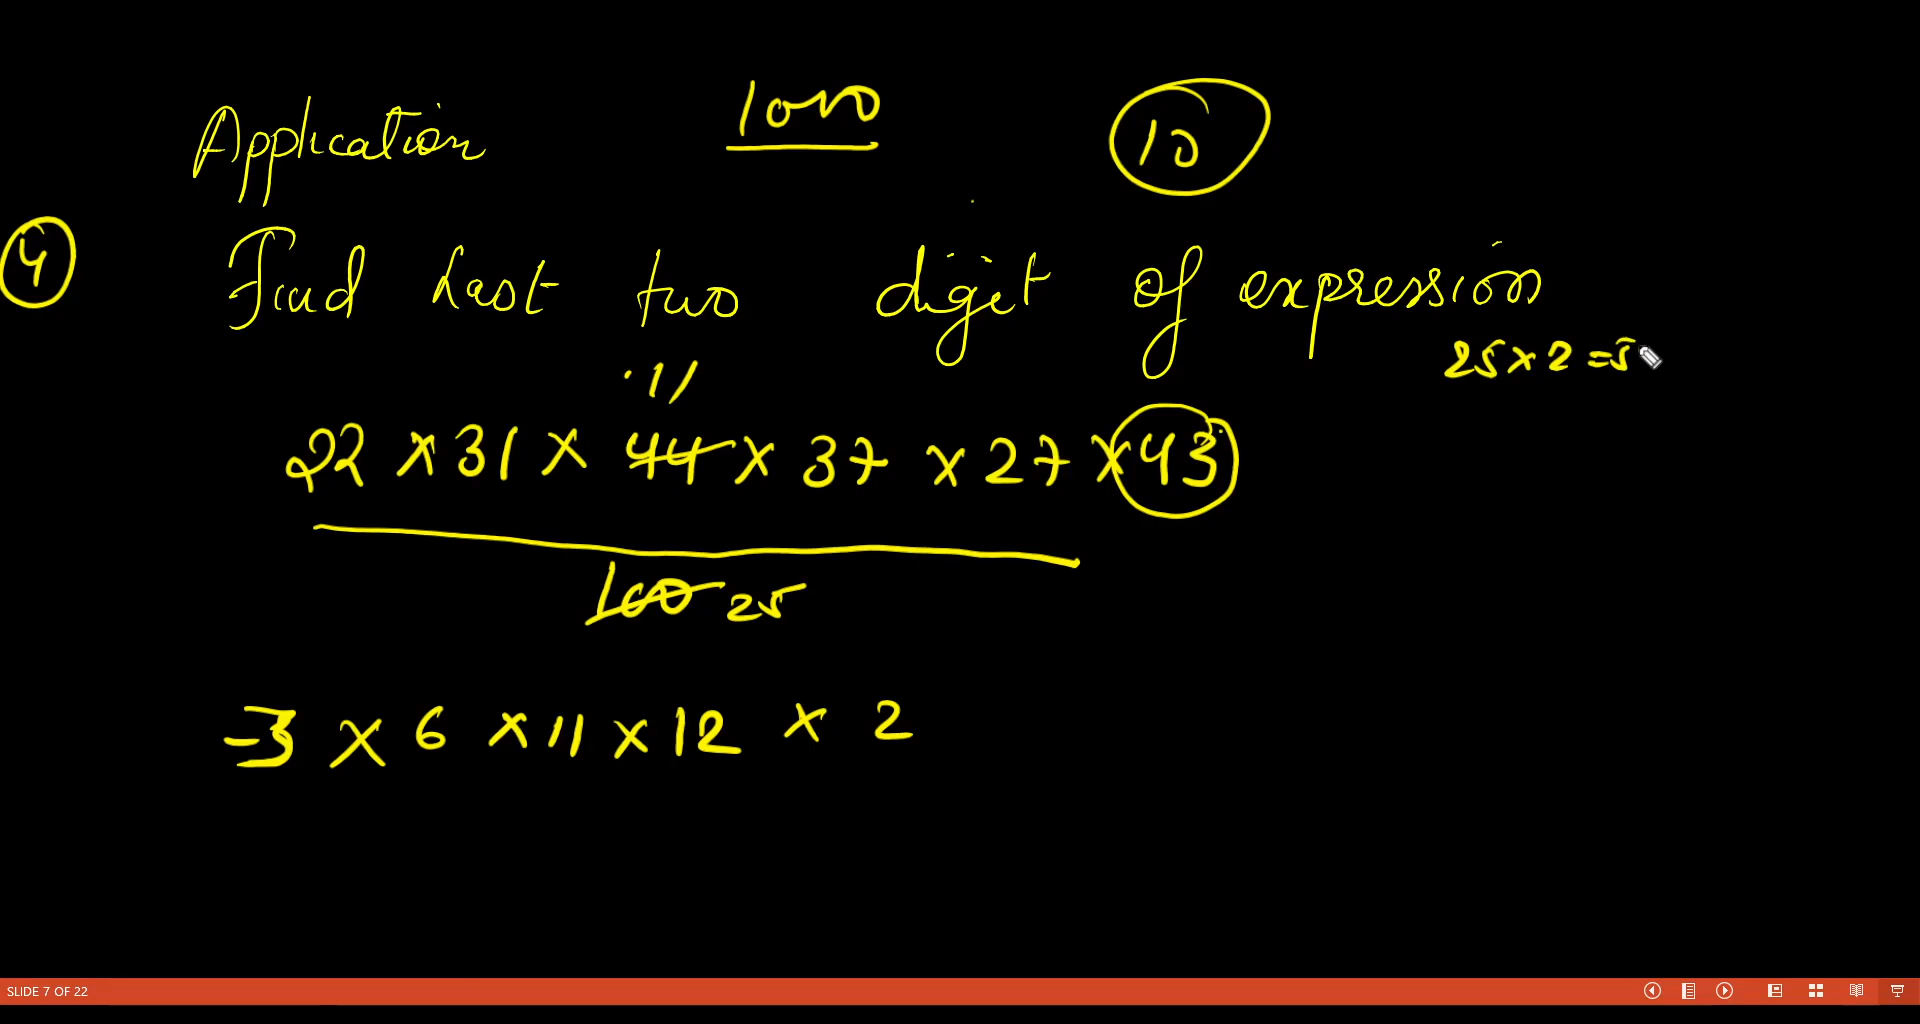 Application 1000 10
4 Find Last two digit of expression
25 × 2 = 5
11
22 × 31 × 44 × 37 × 27 × 43
100 25
-3 × 6 × 11 × 12 × 2
SLIDE 7 OF 22